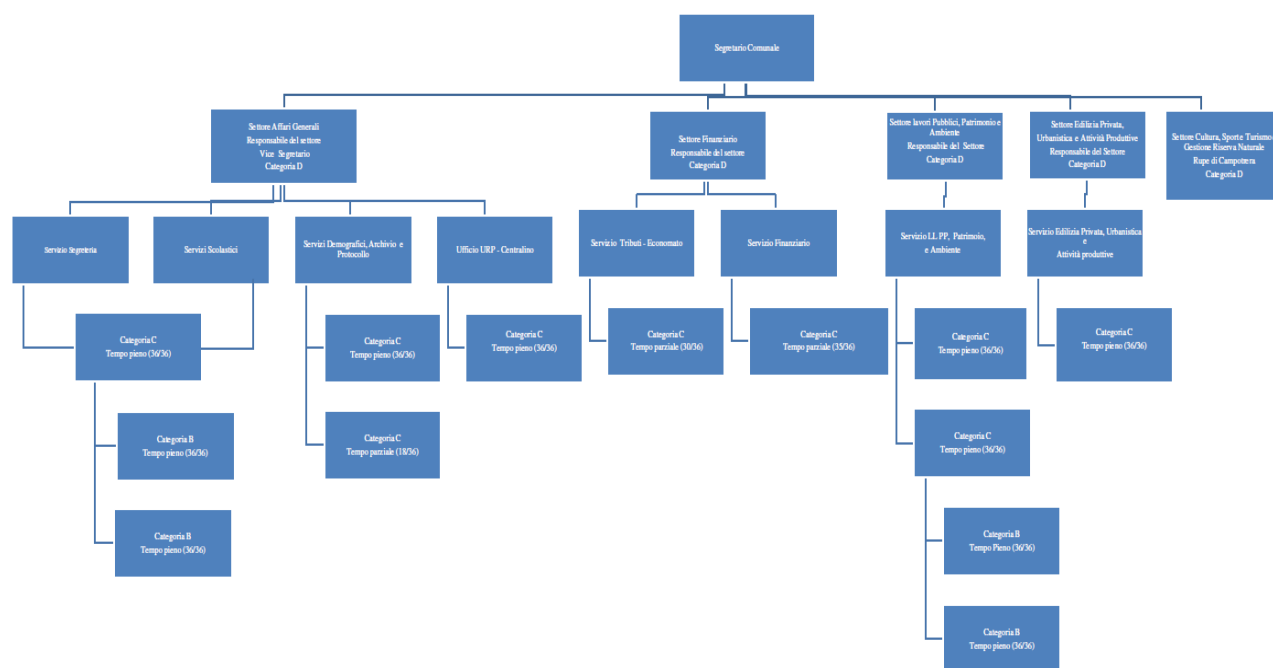 Segretario Comunale
Settore Affari Generali
Responsabile del settore
Vice Segretario
Categoria D
Settore Finanziario
Responsabile del settore
Categoria D
Settore lavori Pubblici, Patrimonio e
Ambiente
Responsabile del Settore
Categoria D
Settore Edilizia Privata,
Urbanistica e Attività Produttive
Responsabile del Settore
Categoria D
Settore Cultura, Sport e Turismo e
Gestione Riserva Naturale
Rupe di Campotrera
Categoria D
Servizio Segreteria
Servizi Scolastici
Servizi Demografici, Archivio e
Protocollo
Ufficio URP - Centralino
Servizio Tributi - Economato
Servizio Finanziario
Servizio LL PP, Patrimoio,
e Ambiente
Servizio Edilizia Privata, Urbanistica
e
Attività produttive
Categoria C
Tempo pieno (36/36)
Categoria C
Tempo pieno (36/36)
Categoria C
Tempo pieno (36/36)
Categoria C
Tempo parziale (30/36)
Categoria C
Tempo parziale (35/36)
Categoria C
Tempo pieno (36/36)
Categoria C
Tempo pieno (36/36)
Categoria B
Tempo pieno (36/36)
Categoria C
Tempo parziale (18/36)
Categoria C
Tempo pieno (36/36)
Categoria B
Tempo pieno (36/36)
Categoria B
Tempo Pieno (36/36)
Categoria B
Tempo pieno (36/36)